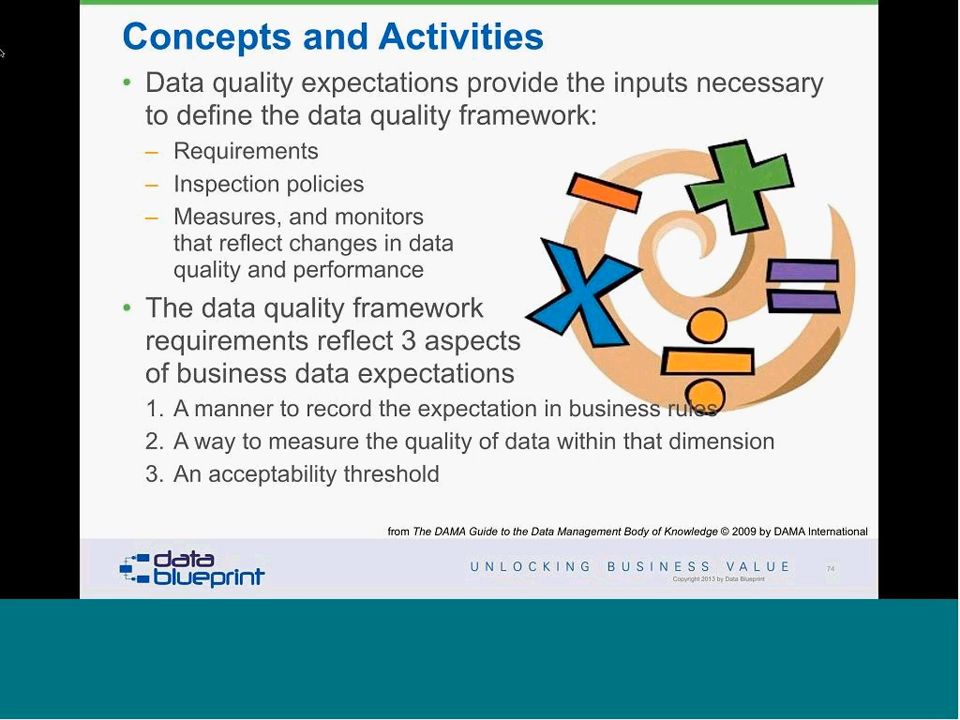 Concepts and Activities
• Data quality expectations provide the inputs necessary
to define the data quality framework:
– Requirements
– Inspection policies
– Measures, and monitors
that reflect changes in data
quality and performance
• The data quality framework
requirements reflect 3 aspects
of business data expectations
1. A manner to record the expectation in business rules
2. A way to measure the quality of data within that dimension
3. An acceptability threshold
from The DAMA Guide to the Data Management Body of Knowledge © 2009 by DAMA International
data
blueprint
UNLOCKING BUSINESS VALUE
74
Copyright 2013 by Data Blueprint